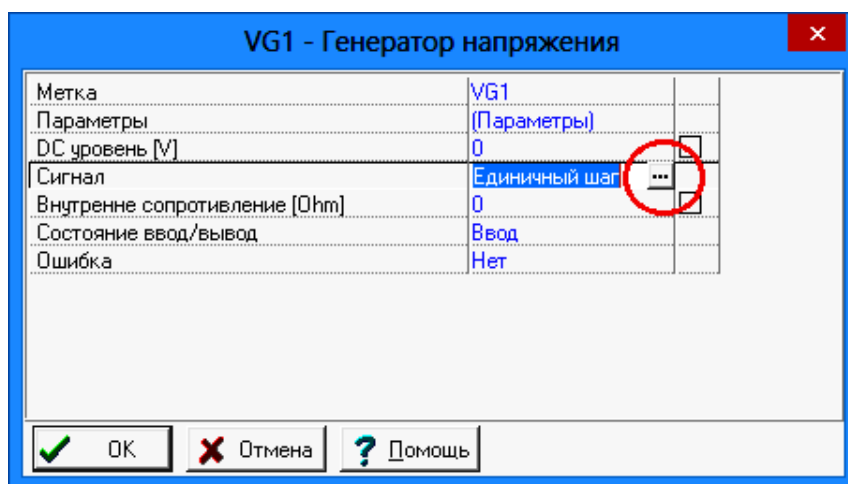 VG1 - Генератор напряжения
Метка VG1
Параметры (Параметры)
DC уровень [V] 0
Сигнал Единичный шаг ...
Внутренне сопротивление [Ohm] 0
Состояние ввод/вывод Ввод
Ошибка Нет
OK Отмена ? Помощь